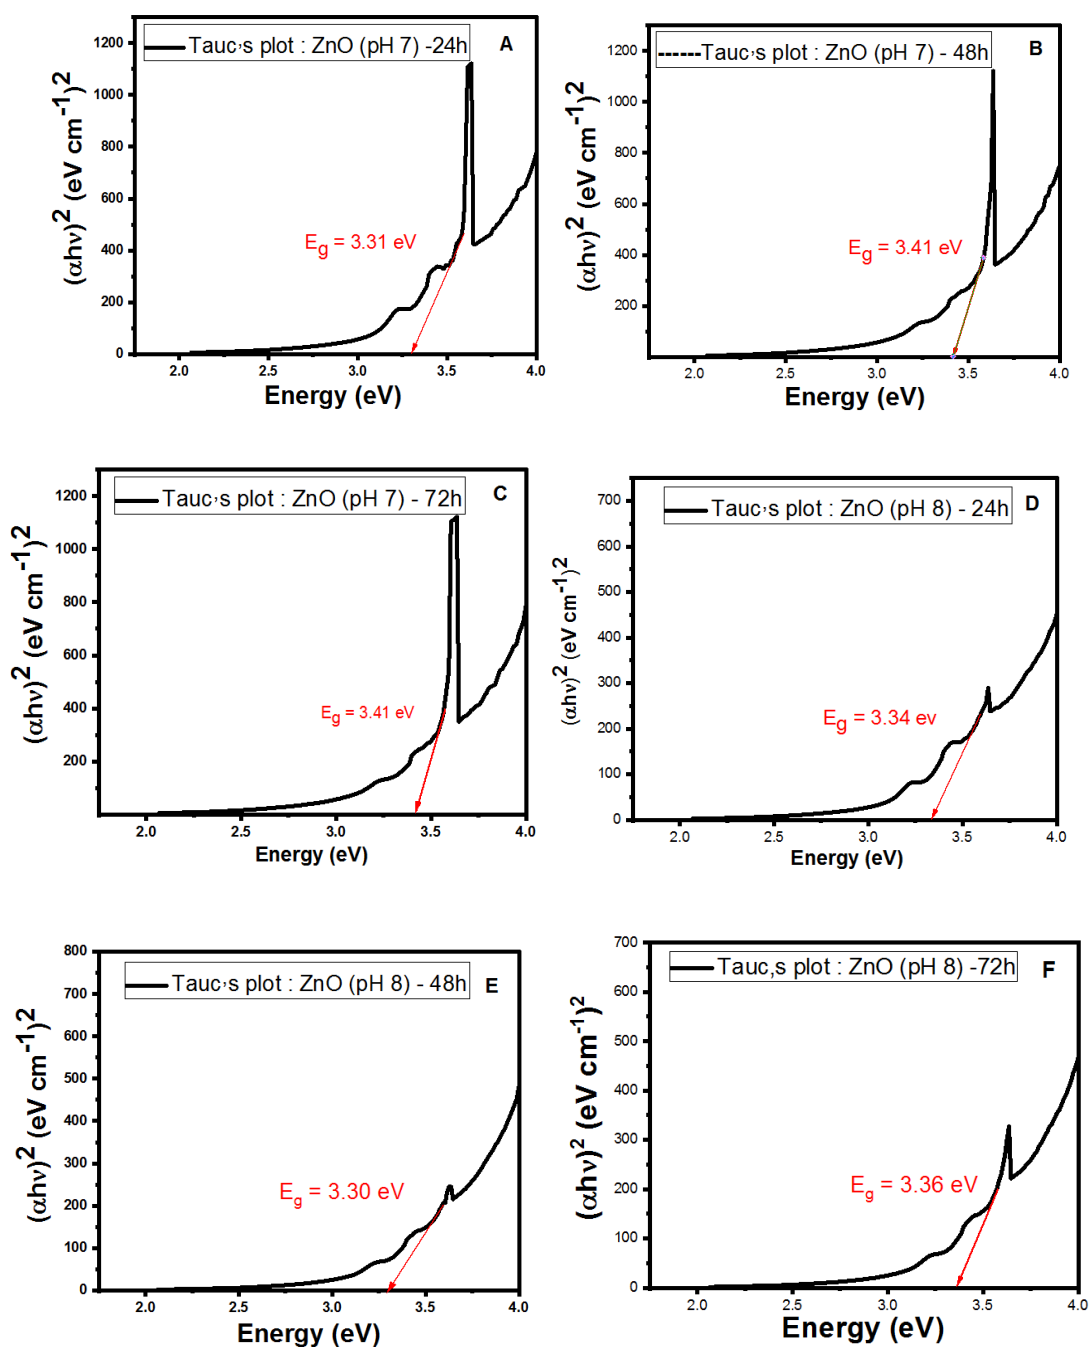 Tauc,s plot : ZnO (pH 7) -24h
A
1200
1000
800
600
400
200
0
(αhν)² (eV cm⁻¹)²
E_g = 3.31 eV
2.0 2.5 3.0 3.5 4.0
Energy (eV)
------Tauc,s plot : ZnO (pH 7) - 48h
B
1200
1000
800
600
400
200
(αhν)² (eV cm⁻¹)²
E_g = 3.41 eV
2.0 2.5 3.0 3.5 4.0
Energy (eV)
Tauc,s plot : ZnO (pH 7) - 72h
C
1200
1000
800
600
400
200
(αhν)² (eV cm⁻¹)²
E_g = 3.41 eV
2.0 2.5 3.0 3.5 4.0
Energy (eV)
Tauc,s plot : ZnO (pH 8) - 24h
D
700
600
500
400
300
200
100
0
(αhν)² (eV cm⁻¹)²
E_g = 3.34 ev
2.0 2.5 3.0 3.5 4.0
Energy (eV)
Tauc,s plot : ZnO (pH 8) - 48h
E
800
700
600
500
400
300
200
100
0
(αhν)² (eV cm⁻¹)²
E_g = 3.30 eV
2.0 2.5 3.0 3.5 4.0
Energy (eV)
Tauc,s plot : ZnO (pH 8) -72h
F
700
600
500
400
300
200
100
0
(αhν)² (eV cm⁻¹)²
E_g = 3.36 eV
2.0 2.5 3.0 3.5 4.0
Energy (eV)